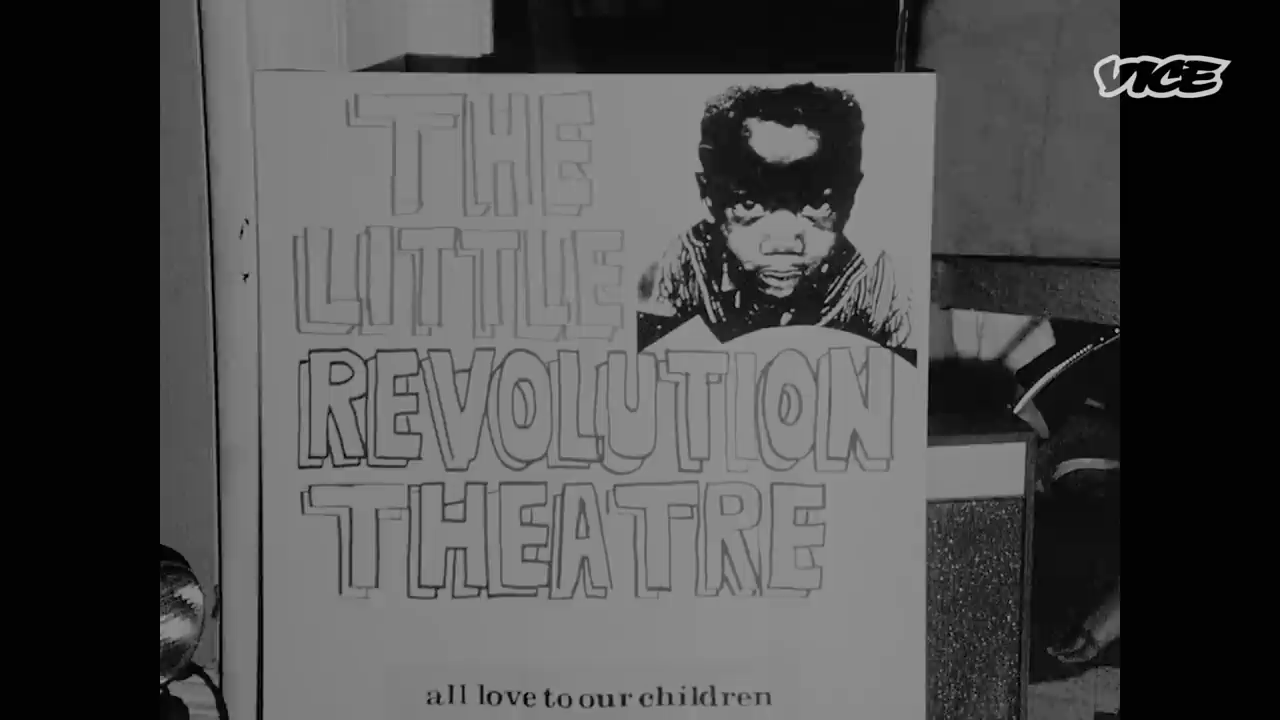 VICE
THE
LITTLE
REVOLUTION
THEATRE
all love to our children